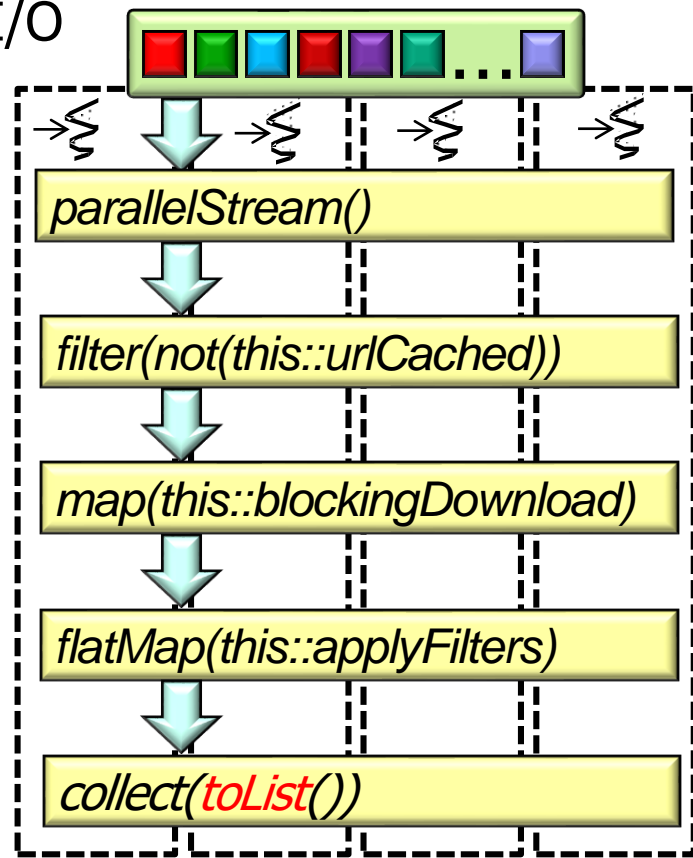 I/O
...
parallelStream()
filter(not(this::urlCached))
map(this::blockingDownload)
flatMap(this::applyFilters)
collect(toList())